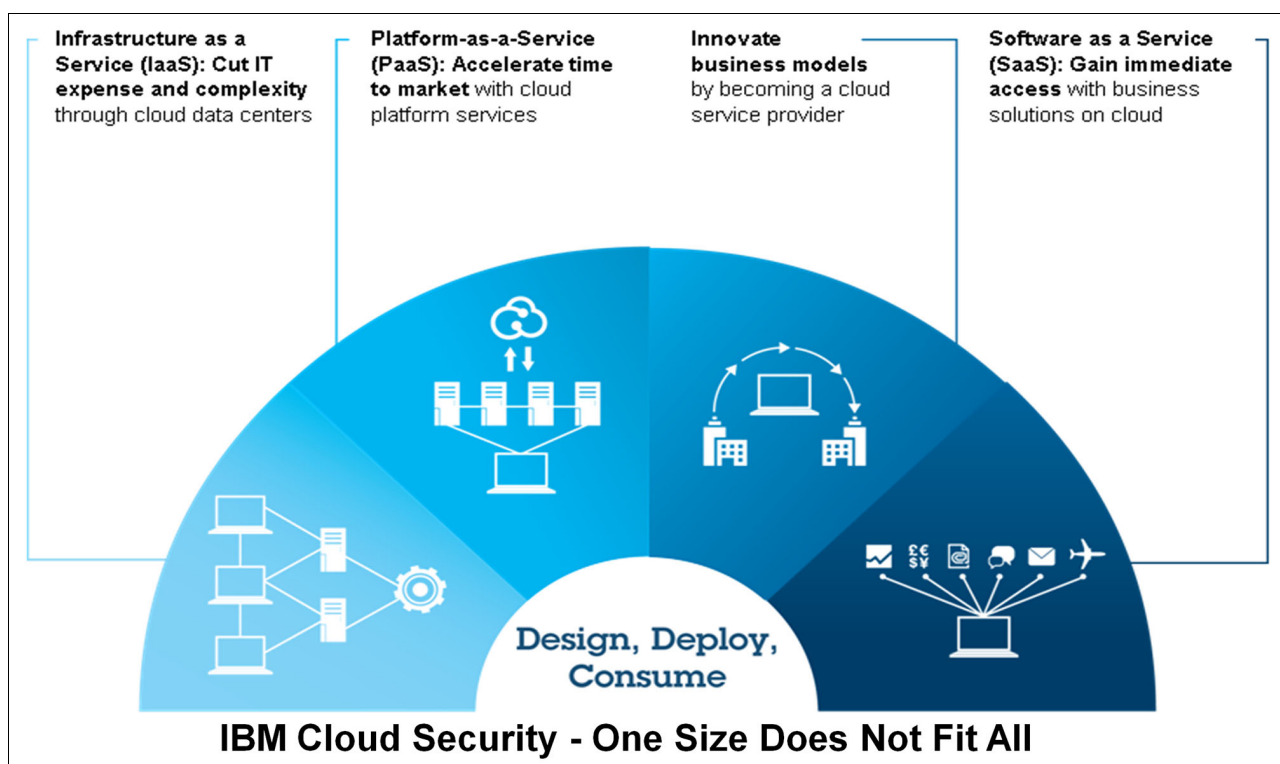 Infrastructure as a
Service (IaaS): Cut IT
expense and complexity
through cloud data centers
Platform-as-a-Service
(PaaS): Accelerate time
to market with cloud
platform services
Innovate
business models
by becoming a cloud
service provider
Software as a Service
(SaaS): Gain immediate
access with business
solutions on cloud
£€
$¥
Design, Deploy,
Consume
IBM Cloud Security - One Size Does Not Fit All